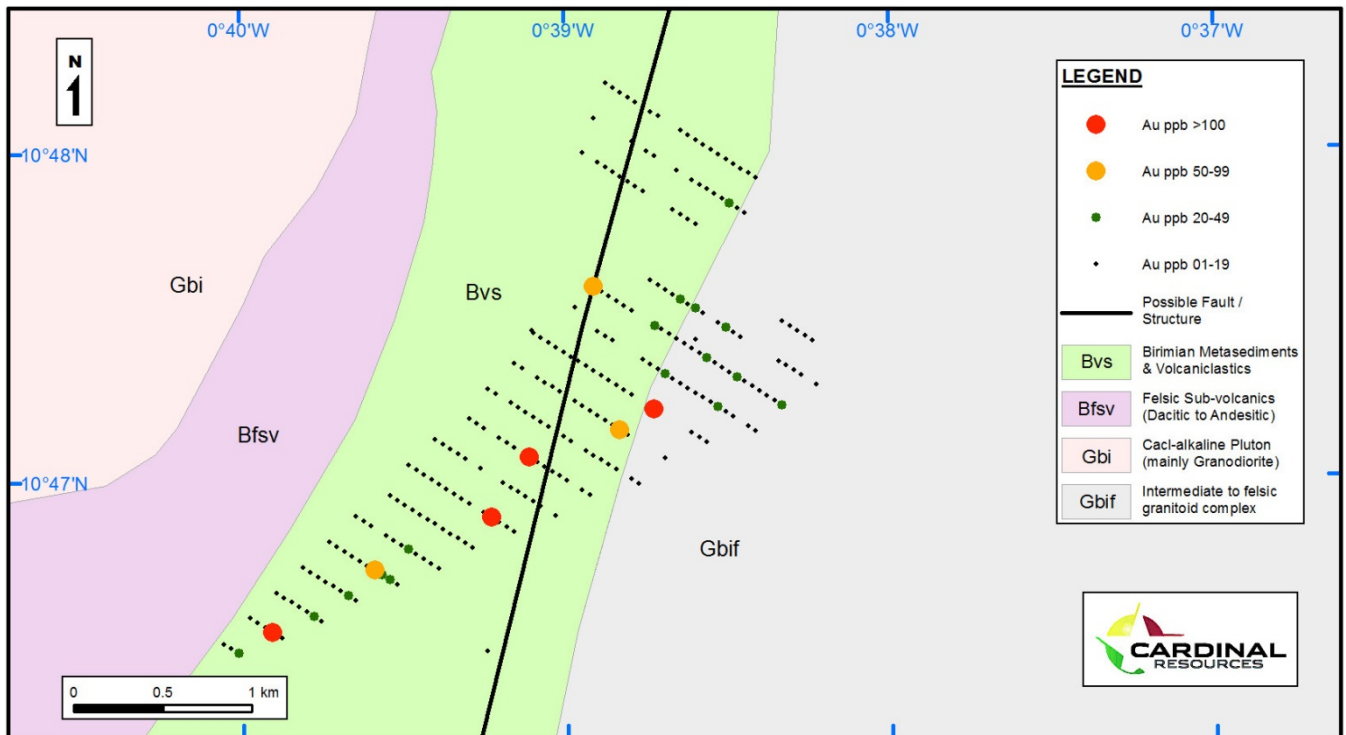 0°40'W
0°39'W
0°38'W
0°37'W
N
10°48'N
10°47'N
Gbi
Bfsv
Bvs
Gbif
LEGEND
Au ppb >100
Au ppb 50-99
Au ppb 20-49
Au ppb 01-19
Possible Fault /
Structure
Bvs
Birimian Metasediments
& Volcaniclastics
Bfsv
Felsic Sub-volcanics
(Dacitic to Andesitic)
Gbi
Cacl-alkaline Pluton
(mainly Granodiorite)
Gbif
Intermediate to felsic
granitoid complex
0 0.5 1 km
CARDINAL
RESOURCES